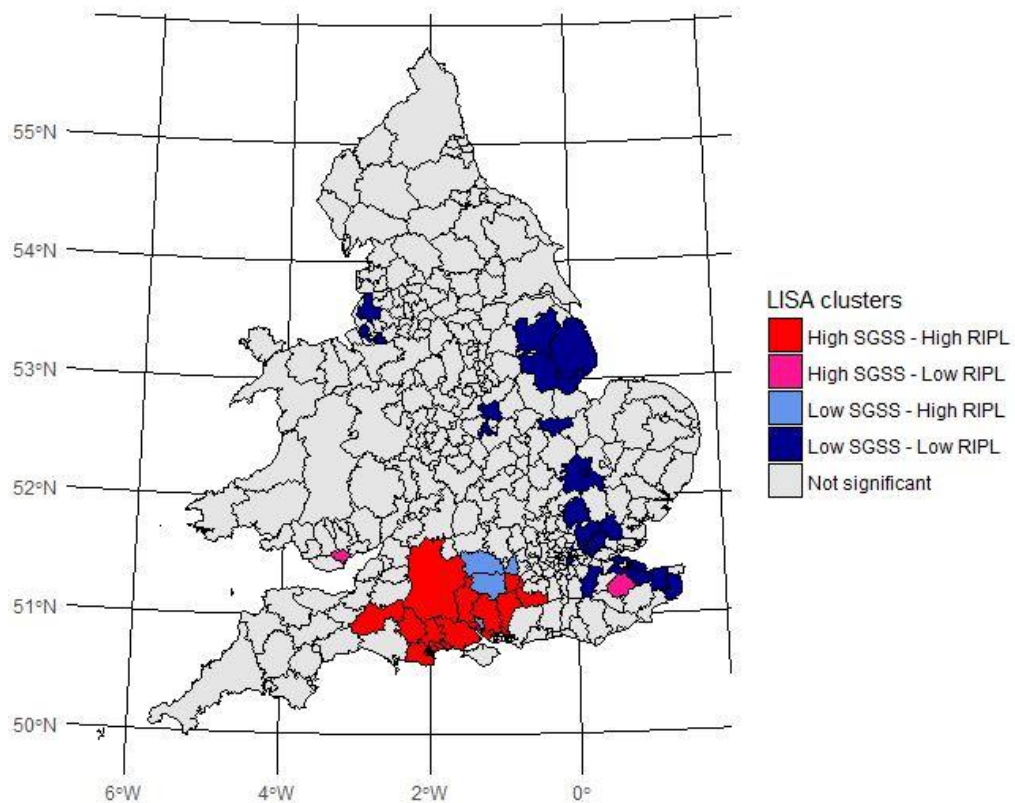 55°N
54°N
53°N
52°N
51°N
50°N
6°W
4°W
2°W
0°
LISA clusters
High SGSS - High RIPL
High SGSS - Low RIPL
Low SGSS - High RIPL
Low SGSS - Low RIPL
Not significant